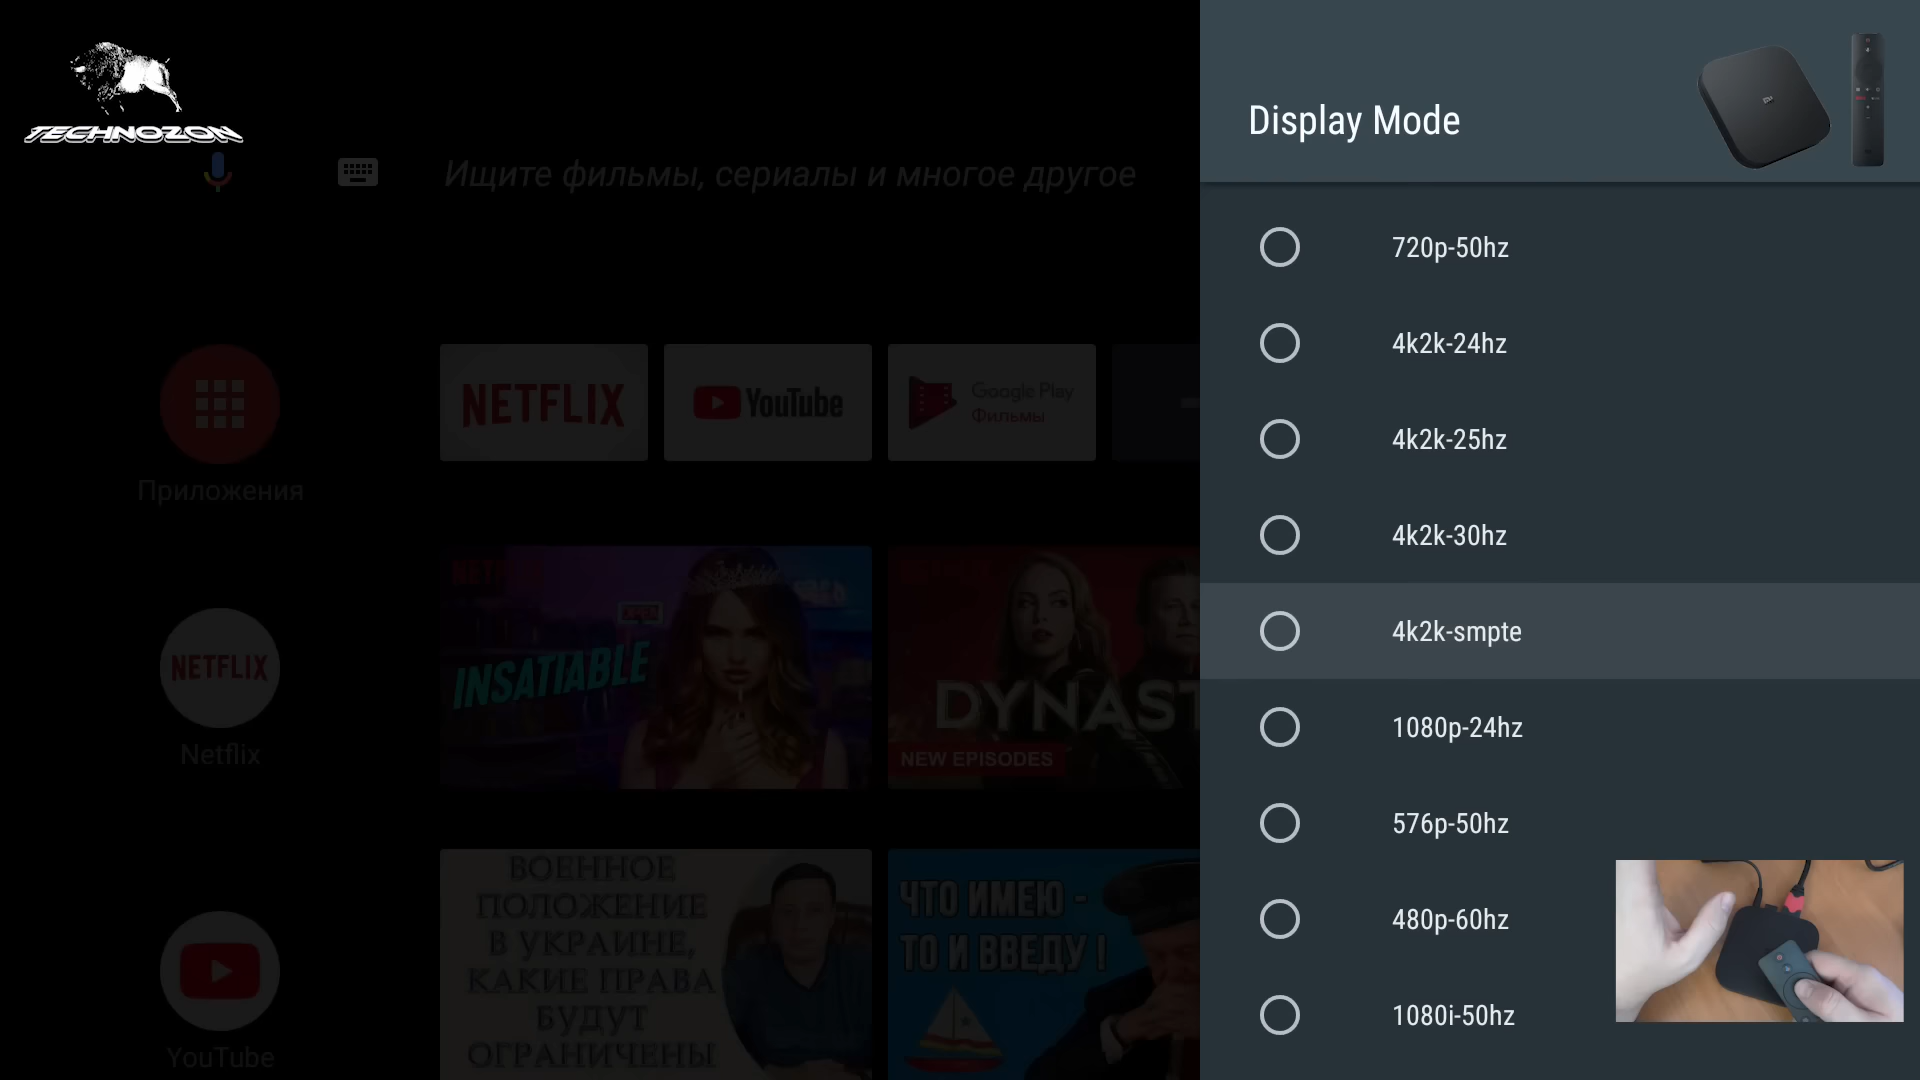 TECHNOZON
Ищите фильмы, сериалы и многое другое
Приложения
NETFLIX
YouTube
Google Play
Фильмы
NETFLIX
Netflix
INSATIABLE
DYNAST
NEW EPISODES
YouTube
ВОЕННОЕ
ПОЛОЖЕНИЕ
В УКРАИНЕ,
КАКИЕ ПРАВА
БУДУТ
ОГРАНИЧЕНЫ
ЧТО ИМЕЮ -
ТО И ВВЕДУ !
Display Mode
720p-50hz
4k2k-24hz
4k2k-25hz
4k2k-30hz
4k2k-smpte
1080p-24hz
576p-50hz
480p-60hz
1080i-50hz